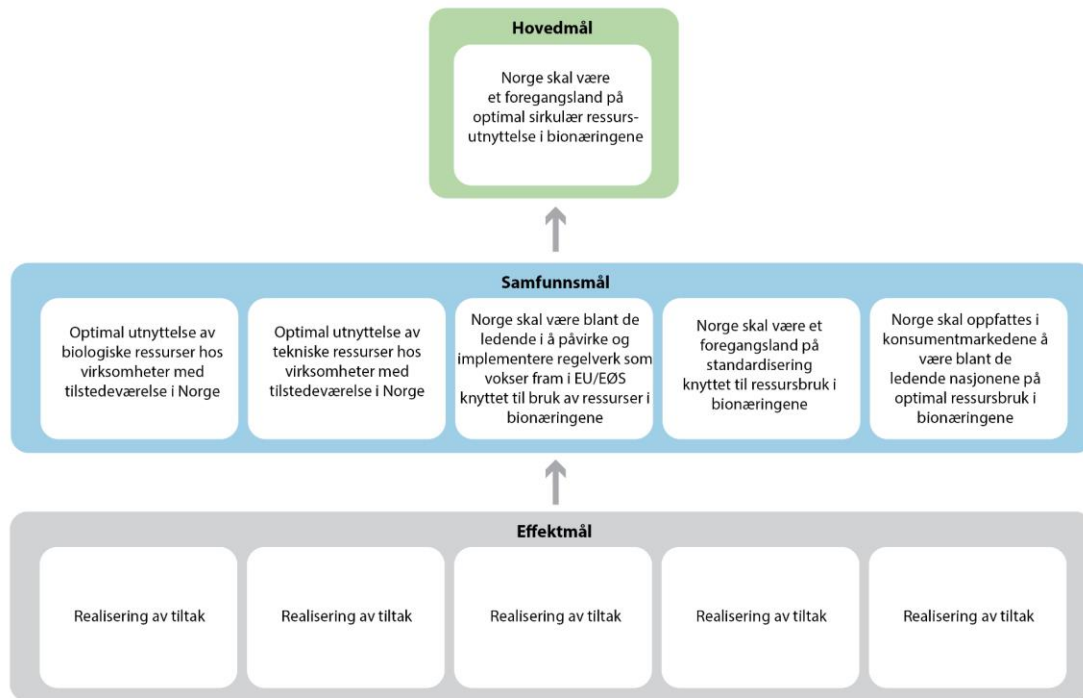 Hovedmål
Norge skal være
et foregangsland på
optimal sirkulær ressurs-
utnyttelse i bionæringene
Samfunnsmål
Optimal utnyttelse av
biologiske ressurser hos
virksomheter med
tilstedeværelse i Norge
Optimal utnyttelse av
tekniske ressurser hos
virksomheter med
tilstedeværelse i Norge
Norge skal være blant de
ledende i å påvirke og
implementere regelverk som
vokser fram i EU/EØS
knyttet til bruk av ressurser i
bionæringene
Norge skal være et
foregangsland på
standardisering
knyttet til ressursbruk i
bionæringene
Norge skal oppfattes i
konsumentmarkedene å
være blant de
ledende nasjonene på
optimal ressursbruk i
bionæringene
Effektmål
Realisering av tiltak
Realisering av tiltak
Realisering av tiltak
Realisering av tiltak
Realisering av tiltak